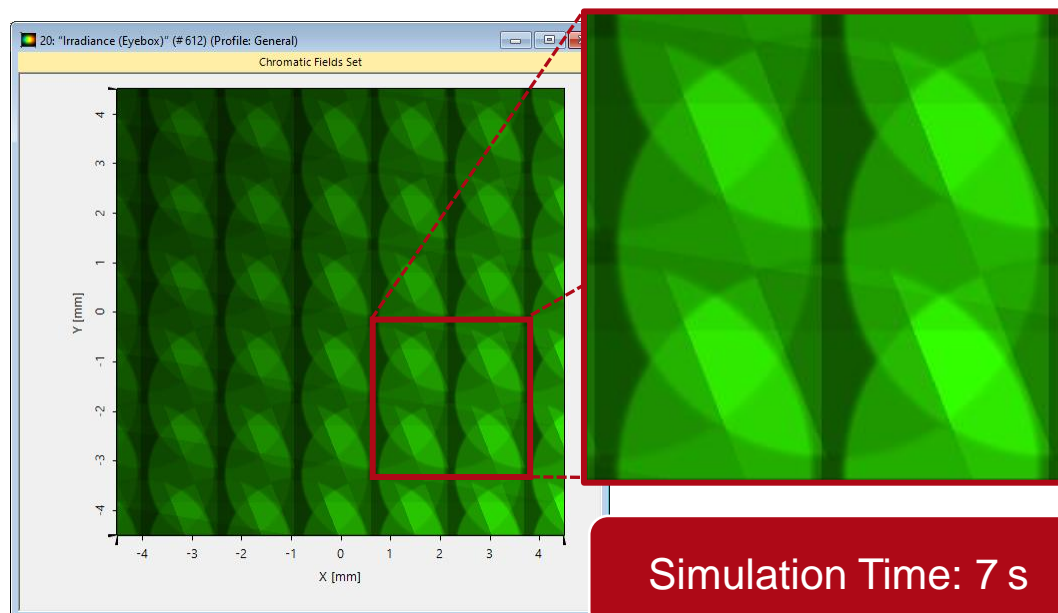 20: "Irradiance (Eyebox)" (#612) (Profile: General)
Chromatic Fields Set
4
3
2
1
0
-1
-2
-3
-4
Y [mm]
-4 -3 -2 -1 0 1 2 3 4
X [mm]
Simulation Time: 7 s